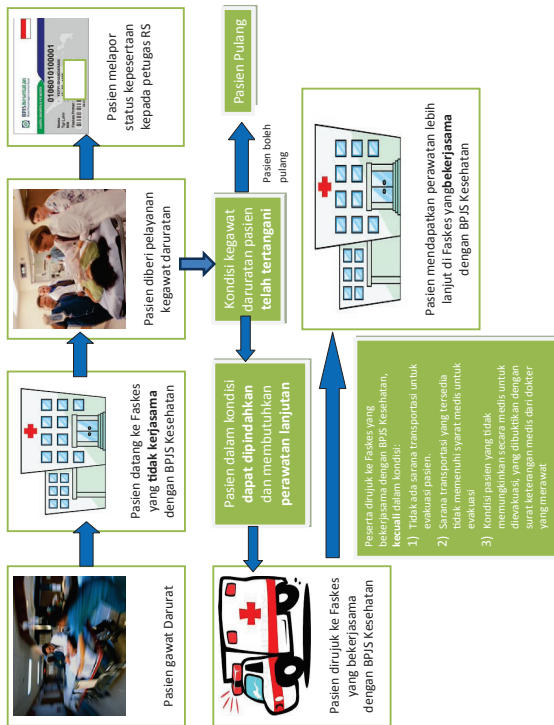 Pasien gawat Darurat
Pasien datang ke Faskes
yang tidak kerjasama
dengan BPJS Kesehatan
Pasien diberi pelayanan
kegawat daruratan
BPJS Kesehatan
0106010100001
Pasien melapor
status kepesertaan
kepada petugas RS
Pasien dirujuk ke Faskes
yang bekerjasama
dengan BPJS Kesehatan
Pasien dalam kondisi
dapat dipindahkan
dan membutuhkan
perawatan lanjutan
Kondisi kegawat
daruratan pasien
telah tertangani
Pasien boleh
pulang
Pasien Pulang
Peserta dirujuk ke Faskes yang
bekerjasama dengan BPJS Kesehatan,
kecuali dalam kondisi:
1) Tidak ada sarana transportasi untuk
evakuasi pasien.
2) Sarana transportasi yang tersedia
tidak memenuhi syarat medis untuk
evakuasi
3) Kondisi pasien yang tidak
memungkinkan secara medis untuk
dievakuasi, yang dibuktikan dengan
surat keterangan medis dari dokter
yang merawat
Pasien mendapatkan perawatan lebih
lanjut di Faskes yangbekerjasama
dengan BPJS Kesehatan